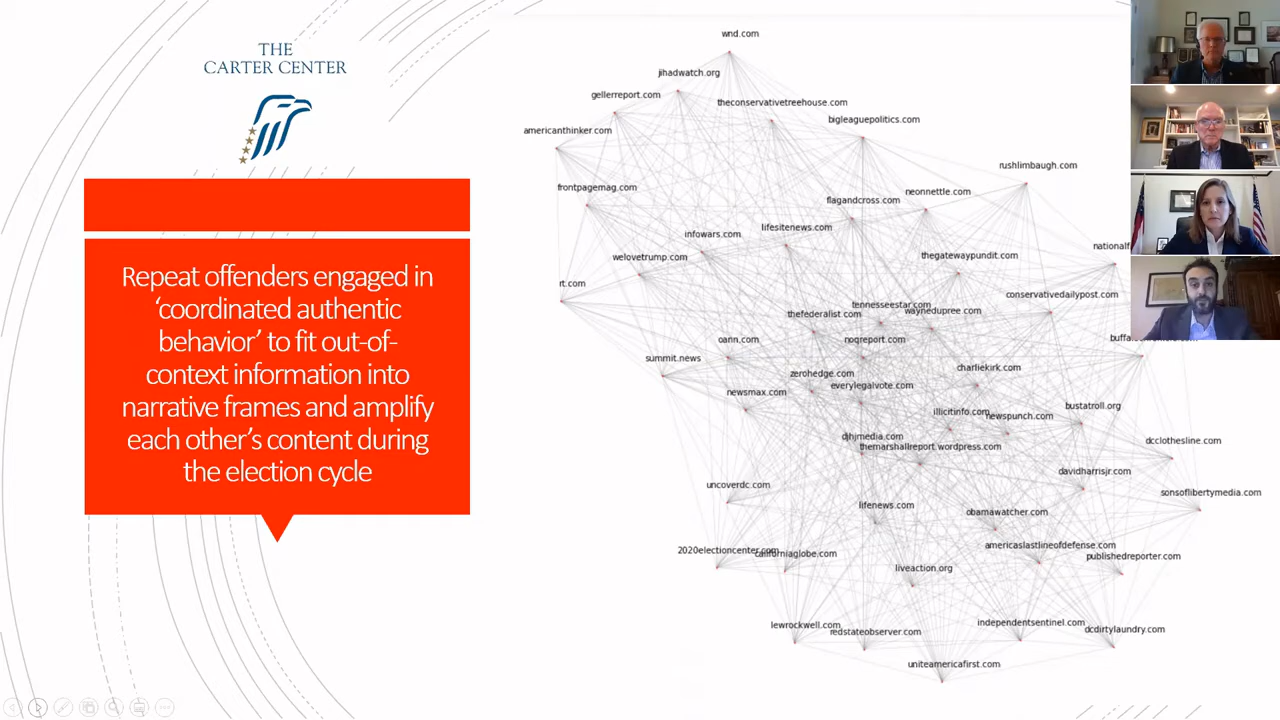 THE
CARTER CENTER
Repeat offenders engaged in
‘coordinated authentic
behavior’ to fit out-of-
context information into
narrative frames and amplify
each other’s content during
the election cycle
wnd.com
jihadwatch.org
gellerreport.com
theconservativetreehouse.com
bigleaguepolitics.com
americanthinker.com
rushlimbaugh.com
frontpagemag.com
neonnettle.com
flagandcross.com
lifesitenews.com
infowars.com
welovetrump.com
thegatewaypundit.com
rt.com
conservativedailypost.com
tennesseestar.com
thefederalist.com
waynedupree.com
oann.com
noqreport.com
summit.news
charliekirk.com
zerohedge.com
everylegalvote.com
newsmax.com
illicitinfo.com
newspunch.com
bustatroll.org
djhjmedia.com
themarshallreport.wordpress.com
dcclothesline.com
davidharrisjr.com
uncoverdc.com
sonsoflibertymedia.com
lifenews.com
obamawatcher.com
americaslastlineofdefense.com
2020electioncenter.com
californiaglobe.com
publishedreporter.com
liveaction.org
lewrockwell.com
redstateobserver.com
independentsentinel.com
dcdirtylaundry.com
uniteamericafirst.com